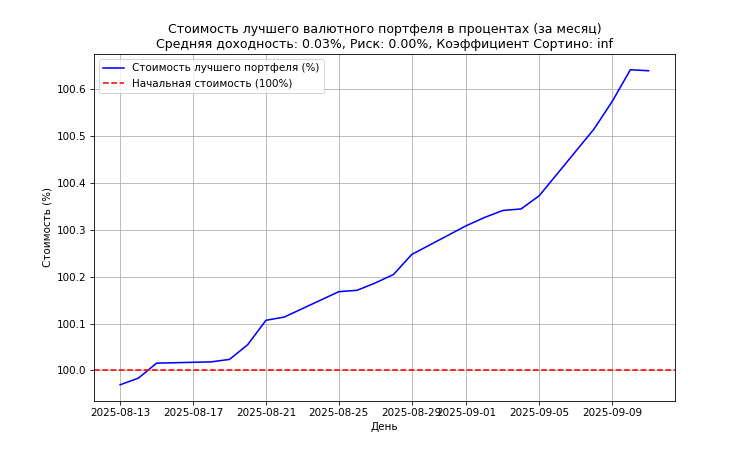 Стоимость лучшего валютного портфеля в процентах (за месяц)
Средняя доходность: 0.03%, Риск: 0.00%, Коэффициент Сортино: inf
Стоимость лучшего портфеля (%)
Начальная стоимость (100%)
Стоимость (%)
100.6
100.5
100.4
100.3
100.2
100.1
100.0
2025-08-13 2025-08-17 2025-08-21 2025-08-25 2025-08-29 2025-09-01 2025-09-05 2025-09-09
День